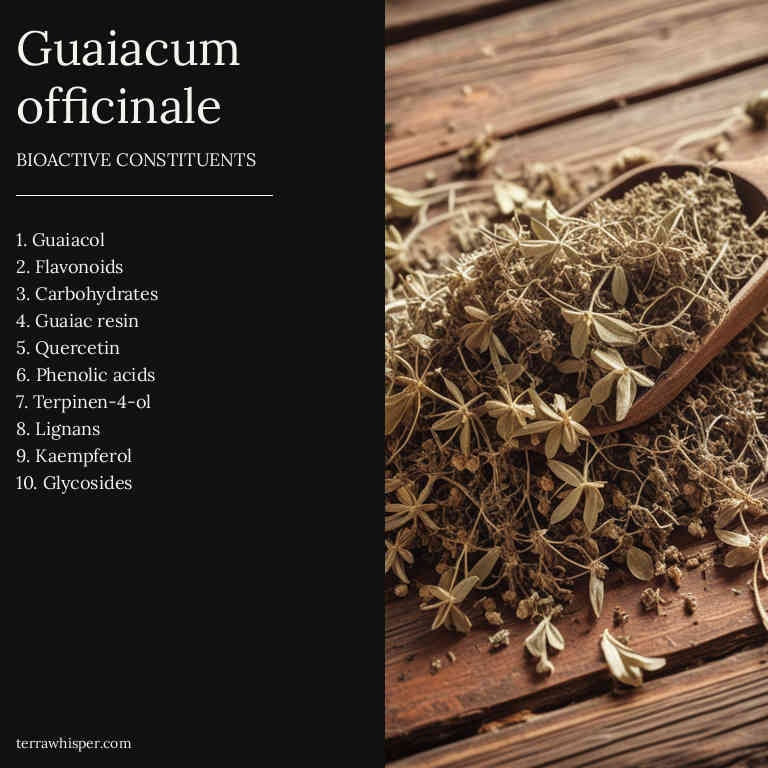 Guaiacum
officinale
BIOACTIVE CONSTITUENTS
1. Guaiacol
2. Flavonoids
3. Carbohydrates
4. Guaiac resin
5. Quercetin
6. Phenolic acids
7. Terpinen-4-ol
8. Lignans
9. Kaempferol
10. Glycosides
terrawhisper.com